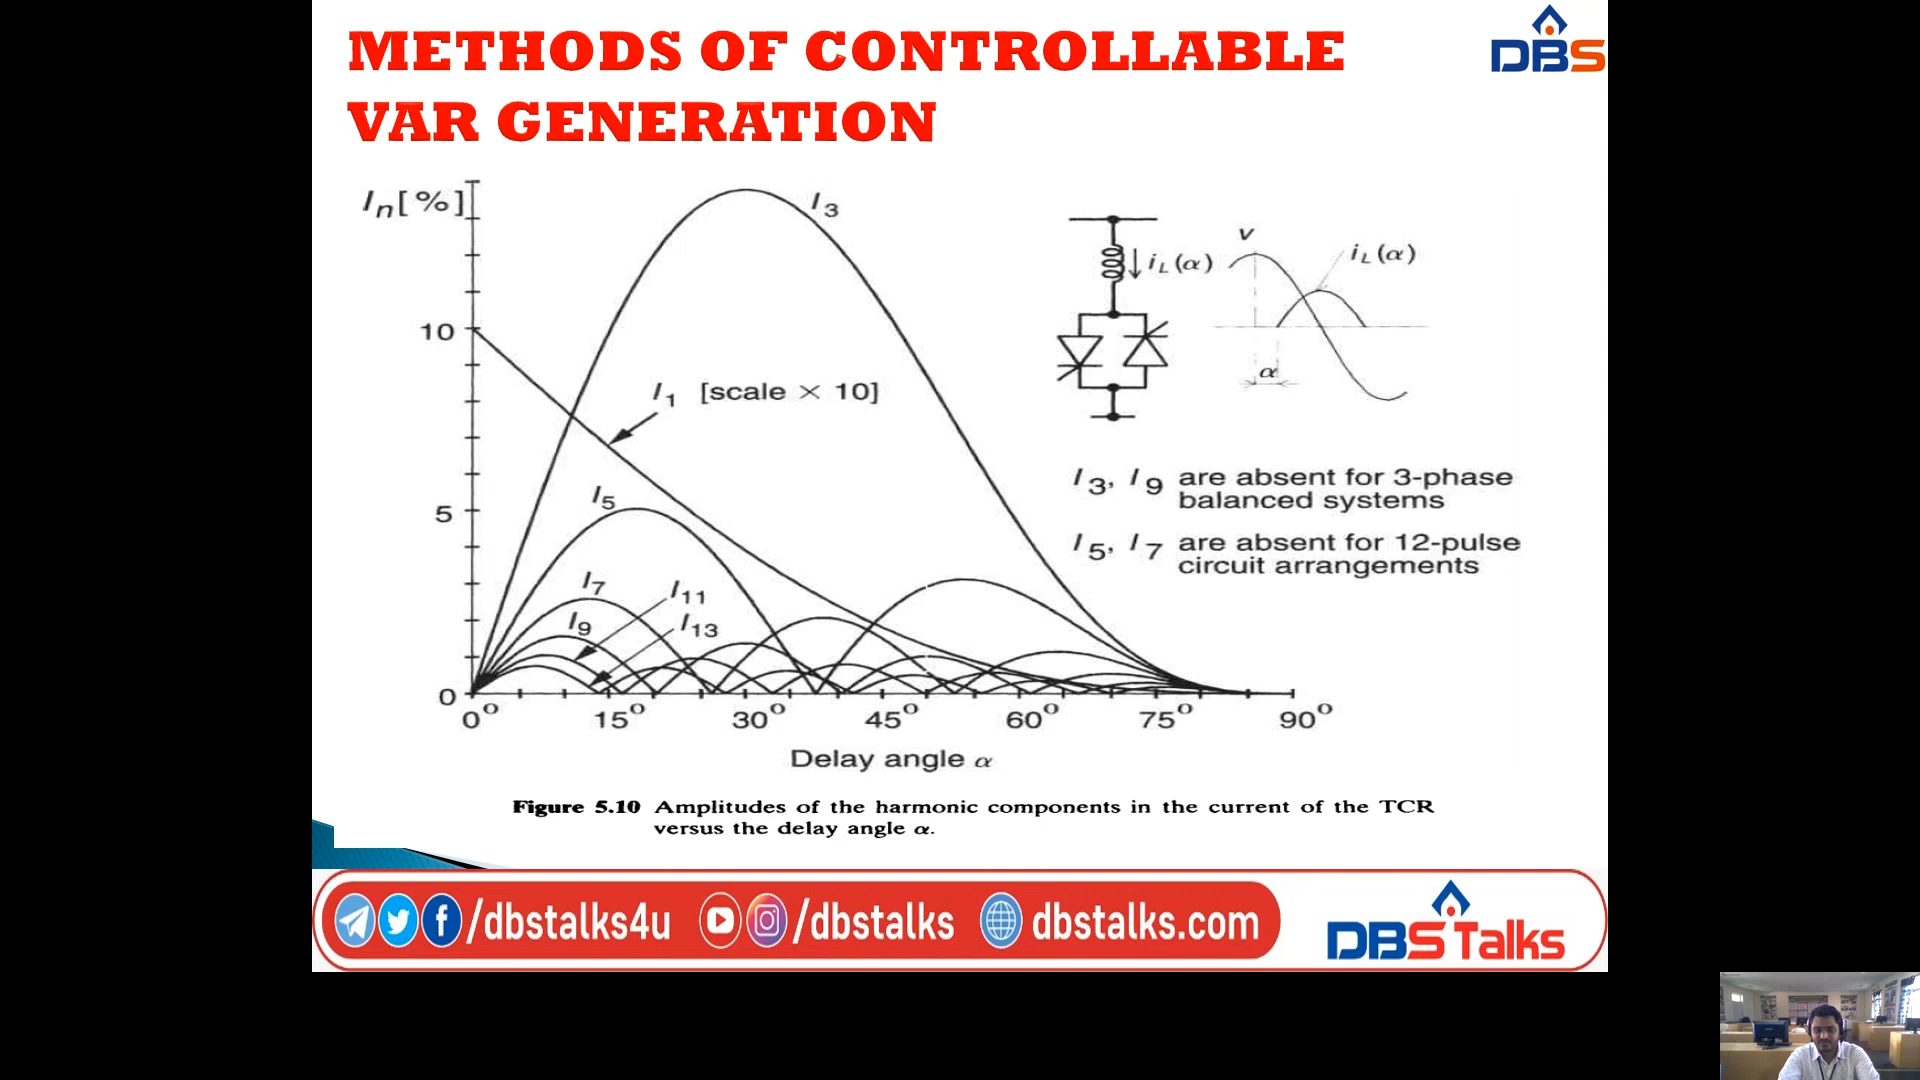 METHODS OF CONTROLLABLE
VAR GENERATION
DBS
In[%]
I3
V
iL(α)
iL(α)
α
10
I1 [scale × 10]
I3, I9 are absent for 3-phase
balanced systems
5
I5
I5, I7 are absent for 12-pulse
circuit arrangements
I7
I11
I9
I13
0
0° 15° 30° 45° 60° 75° 90°
Delay angle α
Figure 5.10 Amplitudes of the harmonic components in the current of the TCR
versus the delay angle α.
/dbstalks4u /dbstalks dbstalks.com
DBS Talks